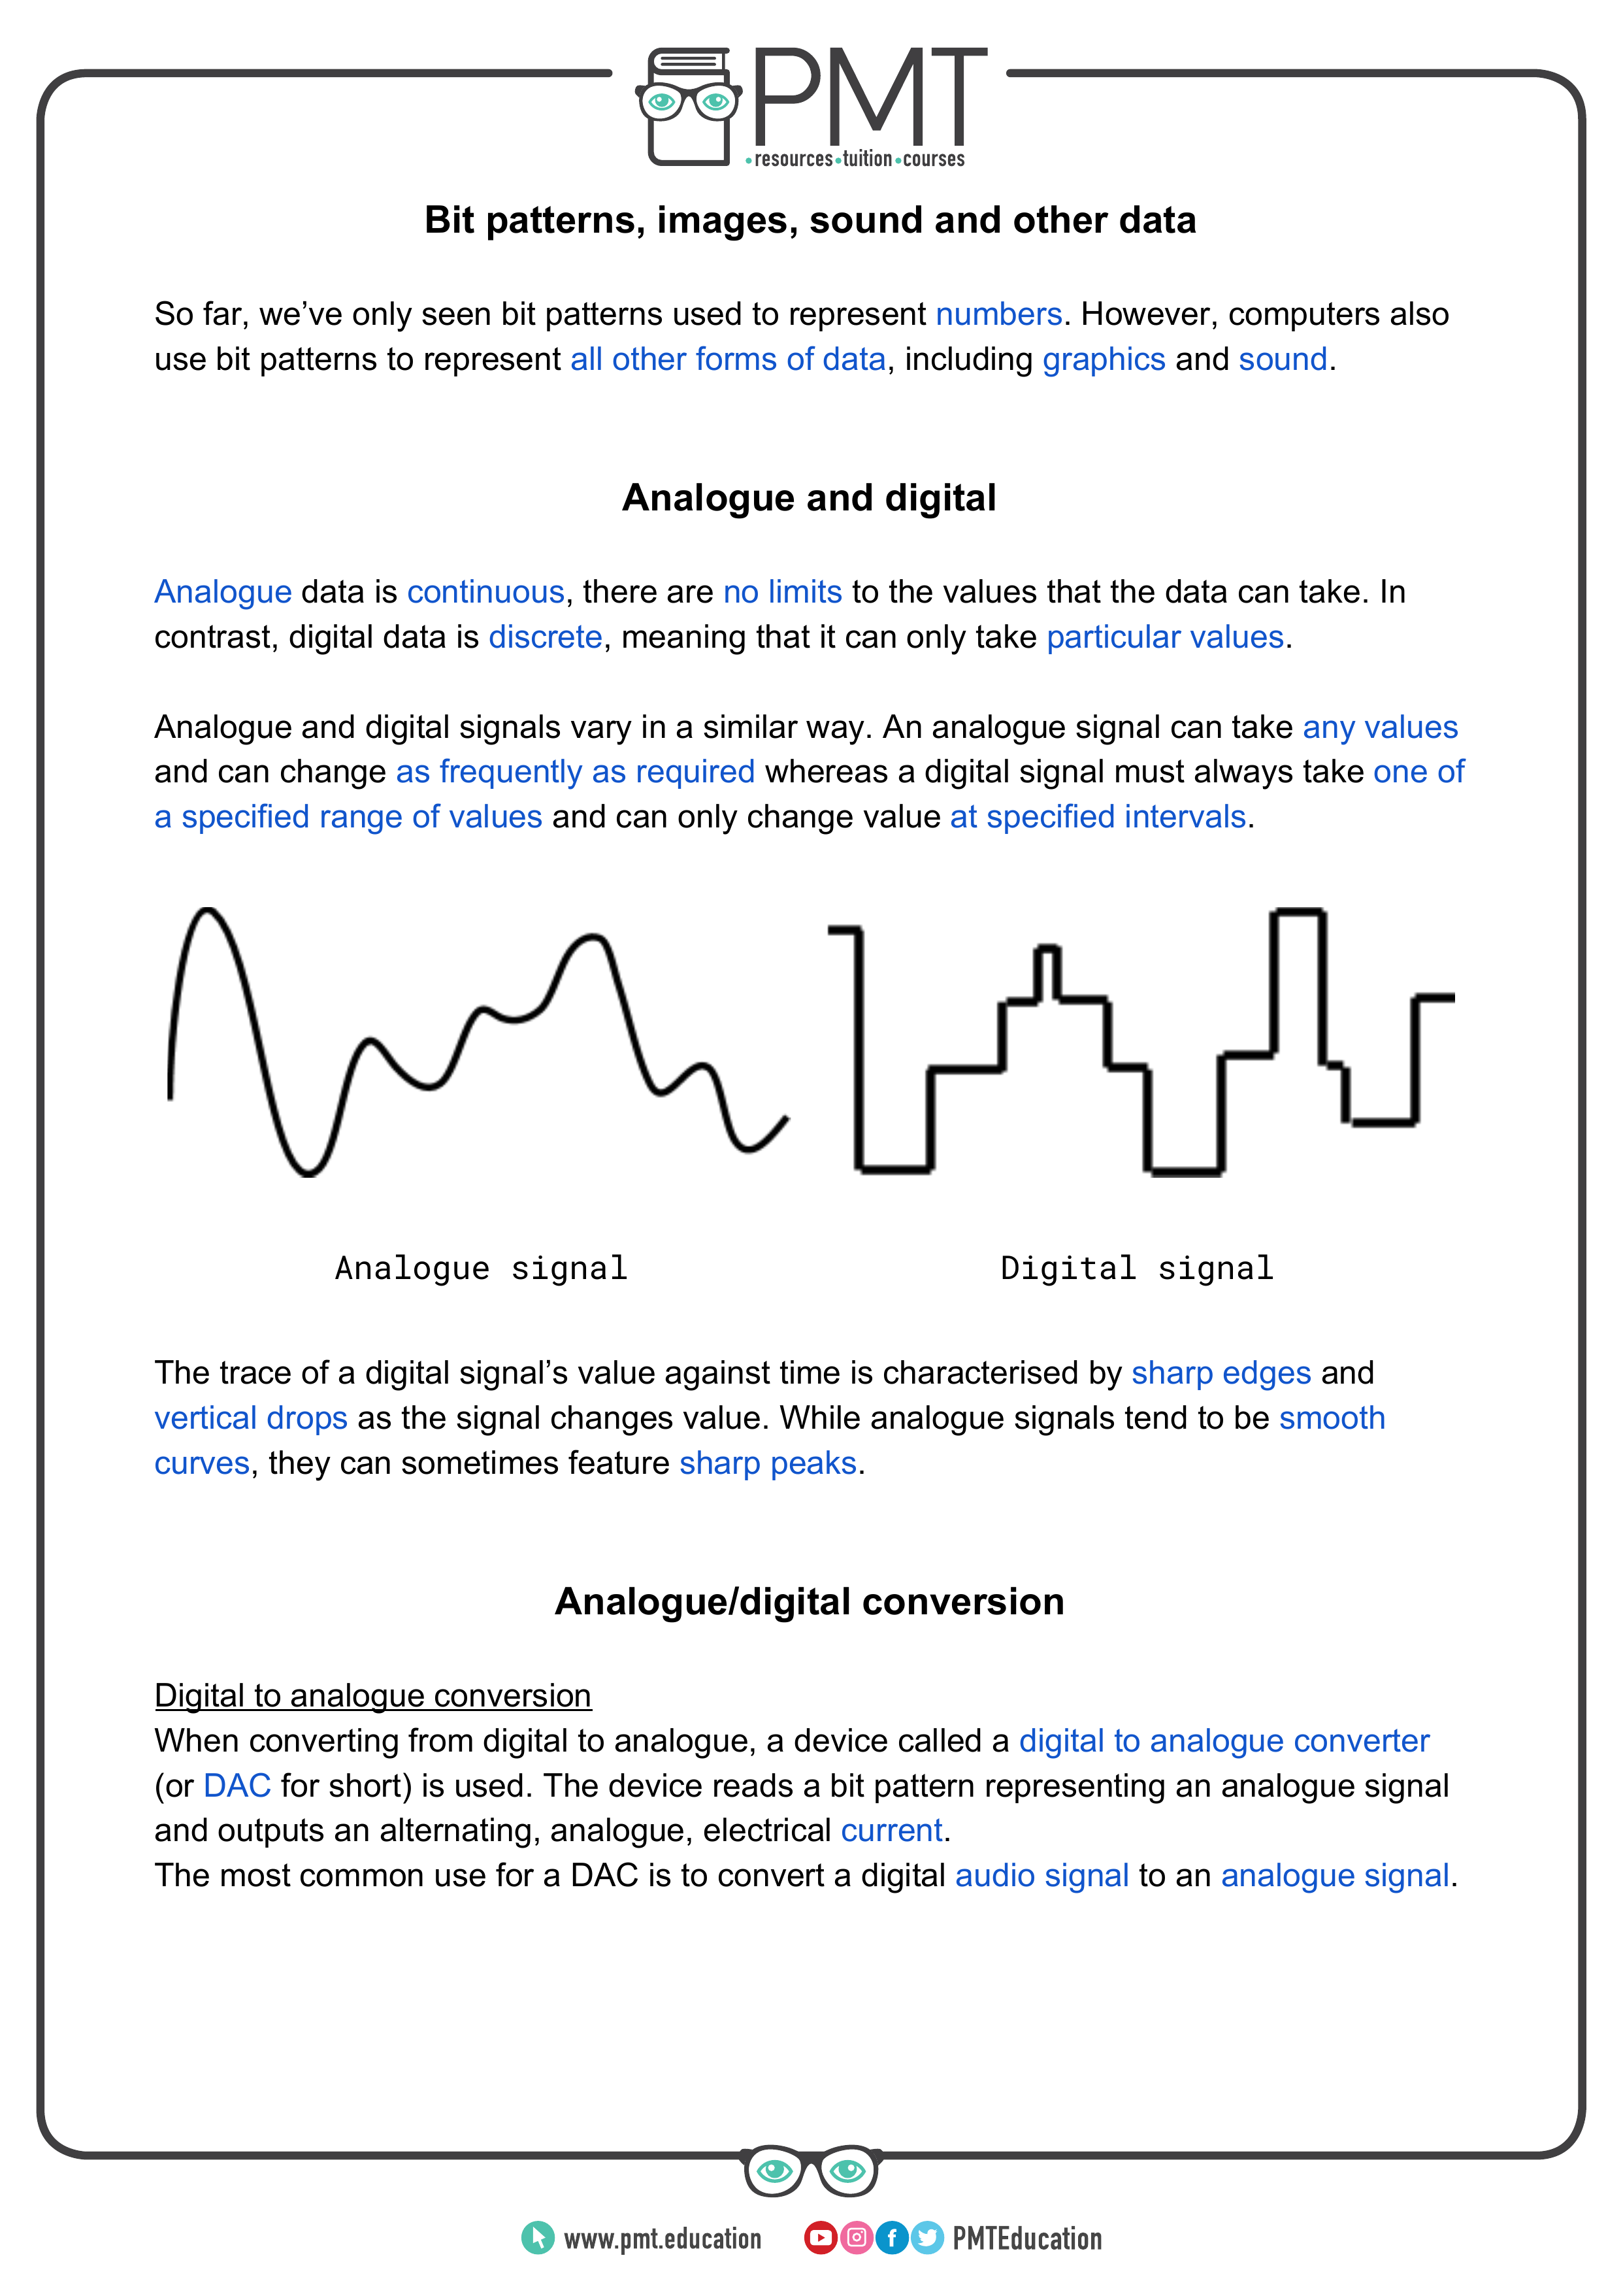 PMT
•resources•tuition•courses
Bit patterns, images, sound and other data
So far, we’ve only seen bit patterns used to represent numbers. However, computers also
use bit patterns to represent all other forms of data, including graphics and sound.
Analogue and digital
Analogue data is continuous, there are no limits to the values that the data can take. In
contrast, digital data is discrete, meaning that it can only take particular values.
Analogue and digital signals vary in a similar way. An analogue signal can take any values
and can change as frequently as required whereas a digital signal must always take one of
a specified range of values and can only change value at specified intervals.
Analogue signal
Digital signal
The trace of a digital signal’s value against time is characterised by sharp edges and
vertical drops as the signal changes value. While analogue signals tend to be smooth
curves, they can sometimes feature sharp peaks.
Analogue/digital conversion
Digital to analogue conversion
When converting from digital to analogue, a device called a digital to analogue converter
(or DAC for short) is used. The device reads a bit pattern representing an analogue signal
and outputs an alternating, analogue, electrical current.
The most common use for a DAC is to convert a digital audio signal to an analogue signal.
www.pmt.education
PMTEducation